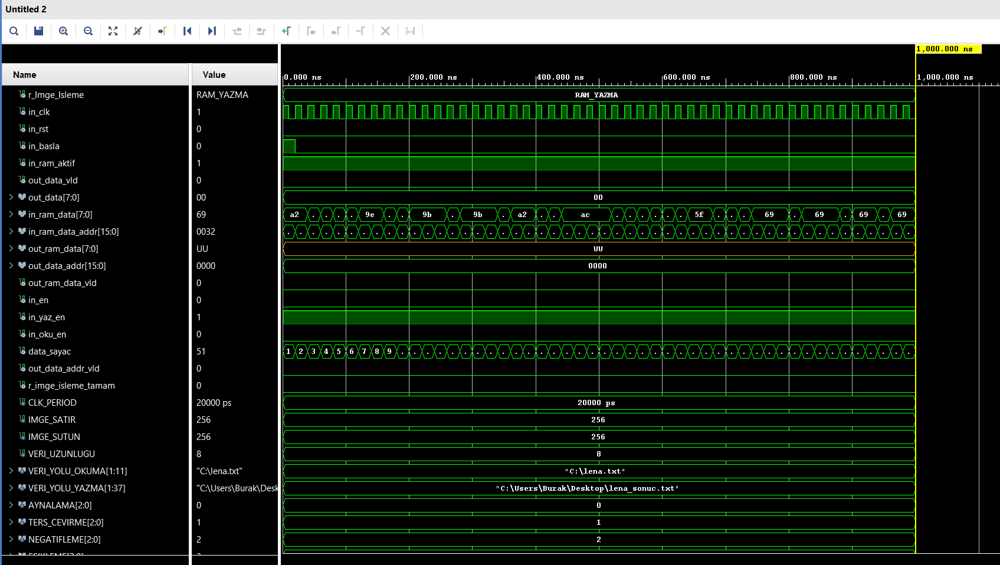 Untitled 2
1,000.000 ns
0.000 ns 200.000 ns 400.000 ns 600.000 ns 800.000 ns 1,000.000 ns
Name Value
r_Imge_Isleme RAM_YAZMA RAM_YAZMA
in_clk 1
in_rst 0
in_basla 0
in_ram_aktif 1
out_data_vld 0
out_data[7:0] 00 00
in_ram_data[7:0] 69 a2 . . . . 9e . . 9b . 9b . a2 . . ac . . . . . . 5f . . . 69 . 69 . 69 . 69
in_ram_data_addr[15:0] 0032 . . . . . . . . . . . . . . . . . . . . . . . . . . . . . . . . . . . . . . . . . . . . . . . . . .
out_ram_data[7:0] UU UU
out_data_addr[15:0] 0000 0000
out_ram_data_vld 0
in_en 0
in_yaz_en 1
in_oku_en 0
data_sayac 51 1 2 3 4 5 6 7 8 9 . . . . . . . . . . . . . . . . . . . . . . . . . . . . . . . . . . . . . . . . .
out_data_addr_vld 0
r_imge_isleme_tamam 0
CLK_PERIOD 20000 ps 20000 ps
IMGE_SATIR 256 256
IMGE_SUTUN 256 256
VERI_UZUNLUGU 8 8
VERI_YOLU_OKUMA[1:11] "C:\lena.txt" "C:\lena.txt"
VERI_YOLU_YAZMA[1:37] "C:\Users\Burak\Desk "C:\Users\Burak\Desktop\lena_sonuc.txt"
AYNALAMA[2:0] 0 0
TERS_CEVIRME[2:0] 1 1
NEGATIFLEME[2:0] 2 2